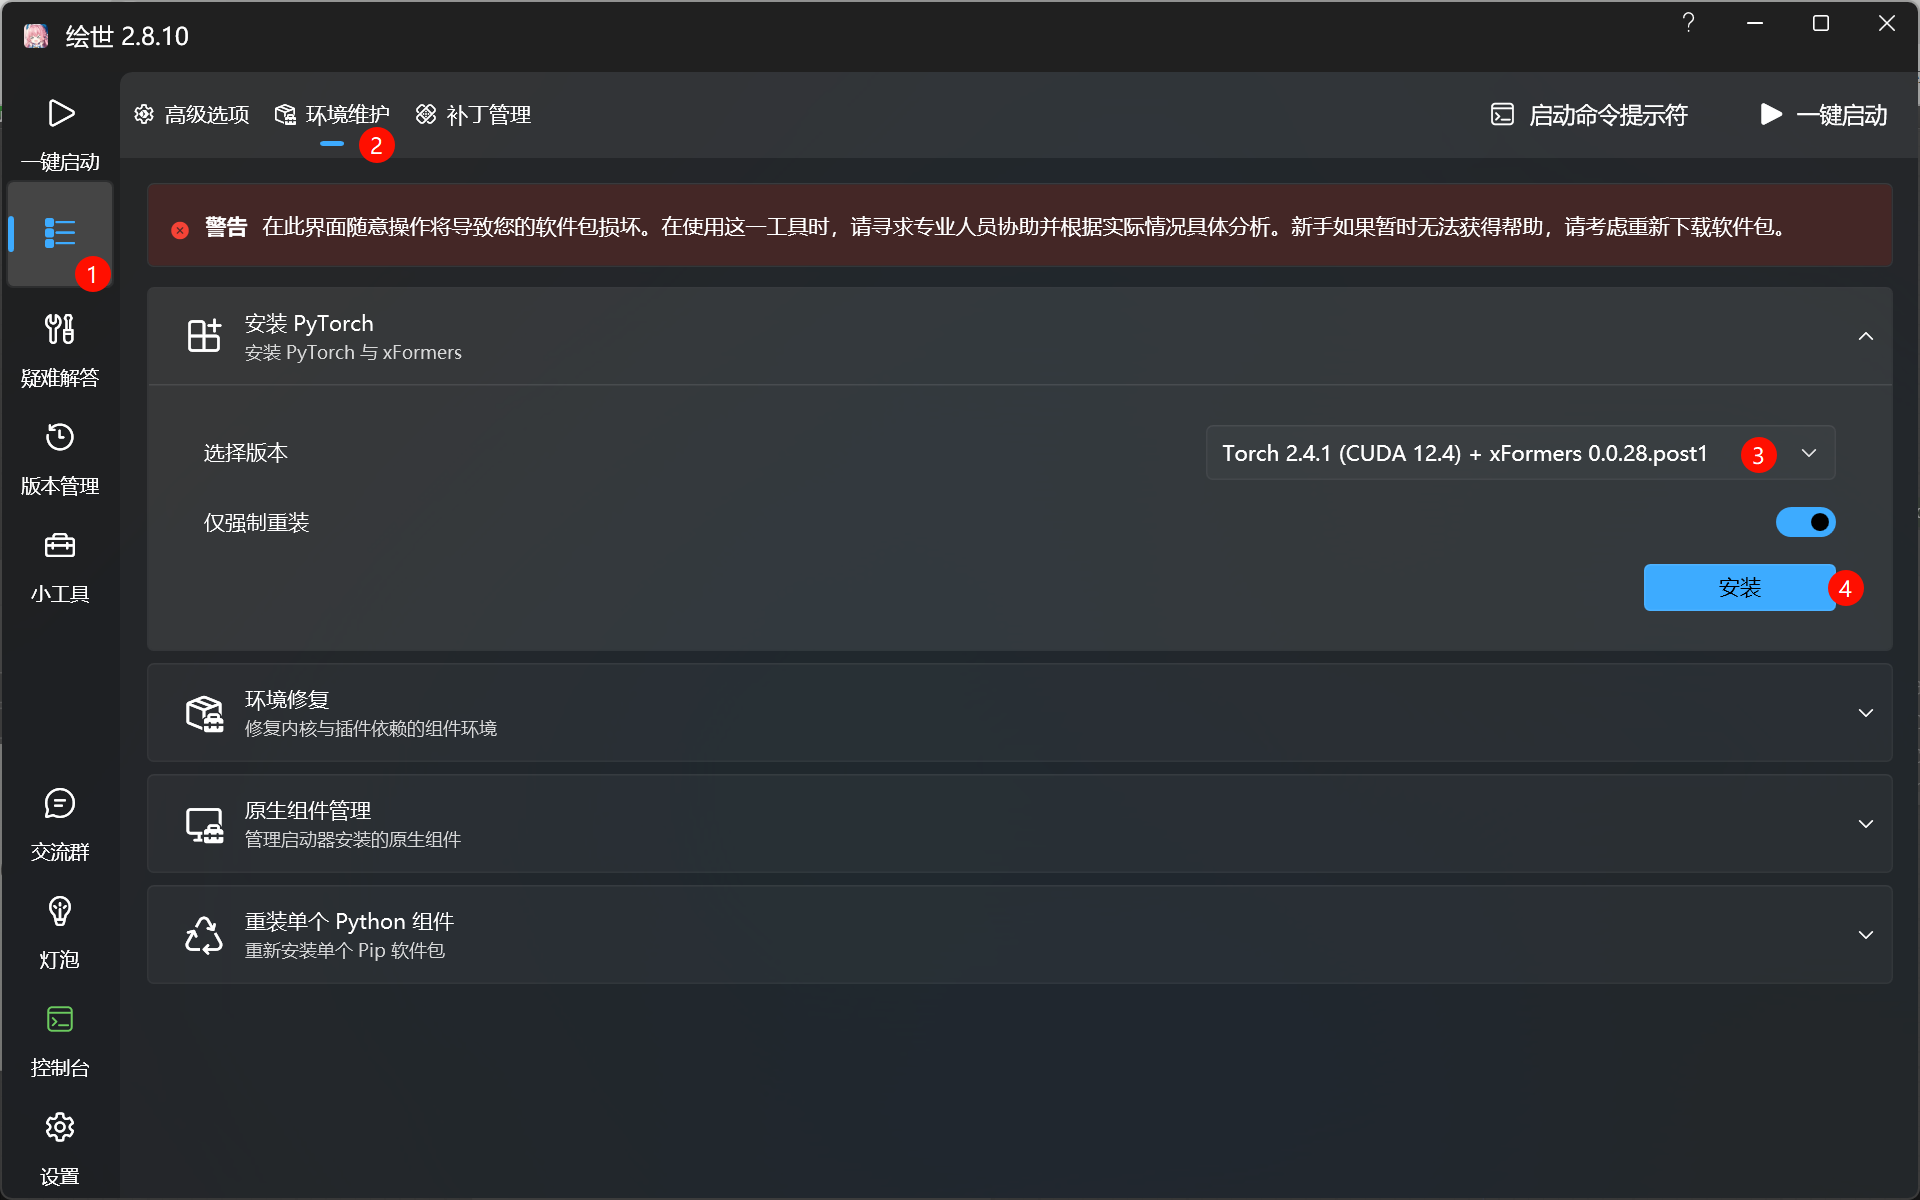 绘世 2.8.10
一键启动
1
疑难解答
版本管理
小工具
交流群
灯泡
控制台
设置
高级选项
环境维护
2
补丁管理
启动命令提示符
一键启动
警告 在此界面随意操作将导致您的软件包损坏。在使用这一工具时，请寻求专业人员协助并根据实际情况具体分析。新手如果暂时无法获得帮助，请考虑重新下载软件包。
安装 PyTorch
安装 PyTorch 与 xFormers
选择版本
Torch 2.4.1 (CUDA 12.4) + xFormers 0.0.28.post1
3
仅强制重装
安装
4
环境修复
修复内核与插件依赖的组件环境
原生组件管理
管理启动器安装的原生组件
重装单个 Python 组件
重新安装单个 Pip 软件包